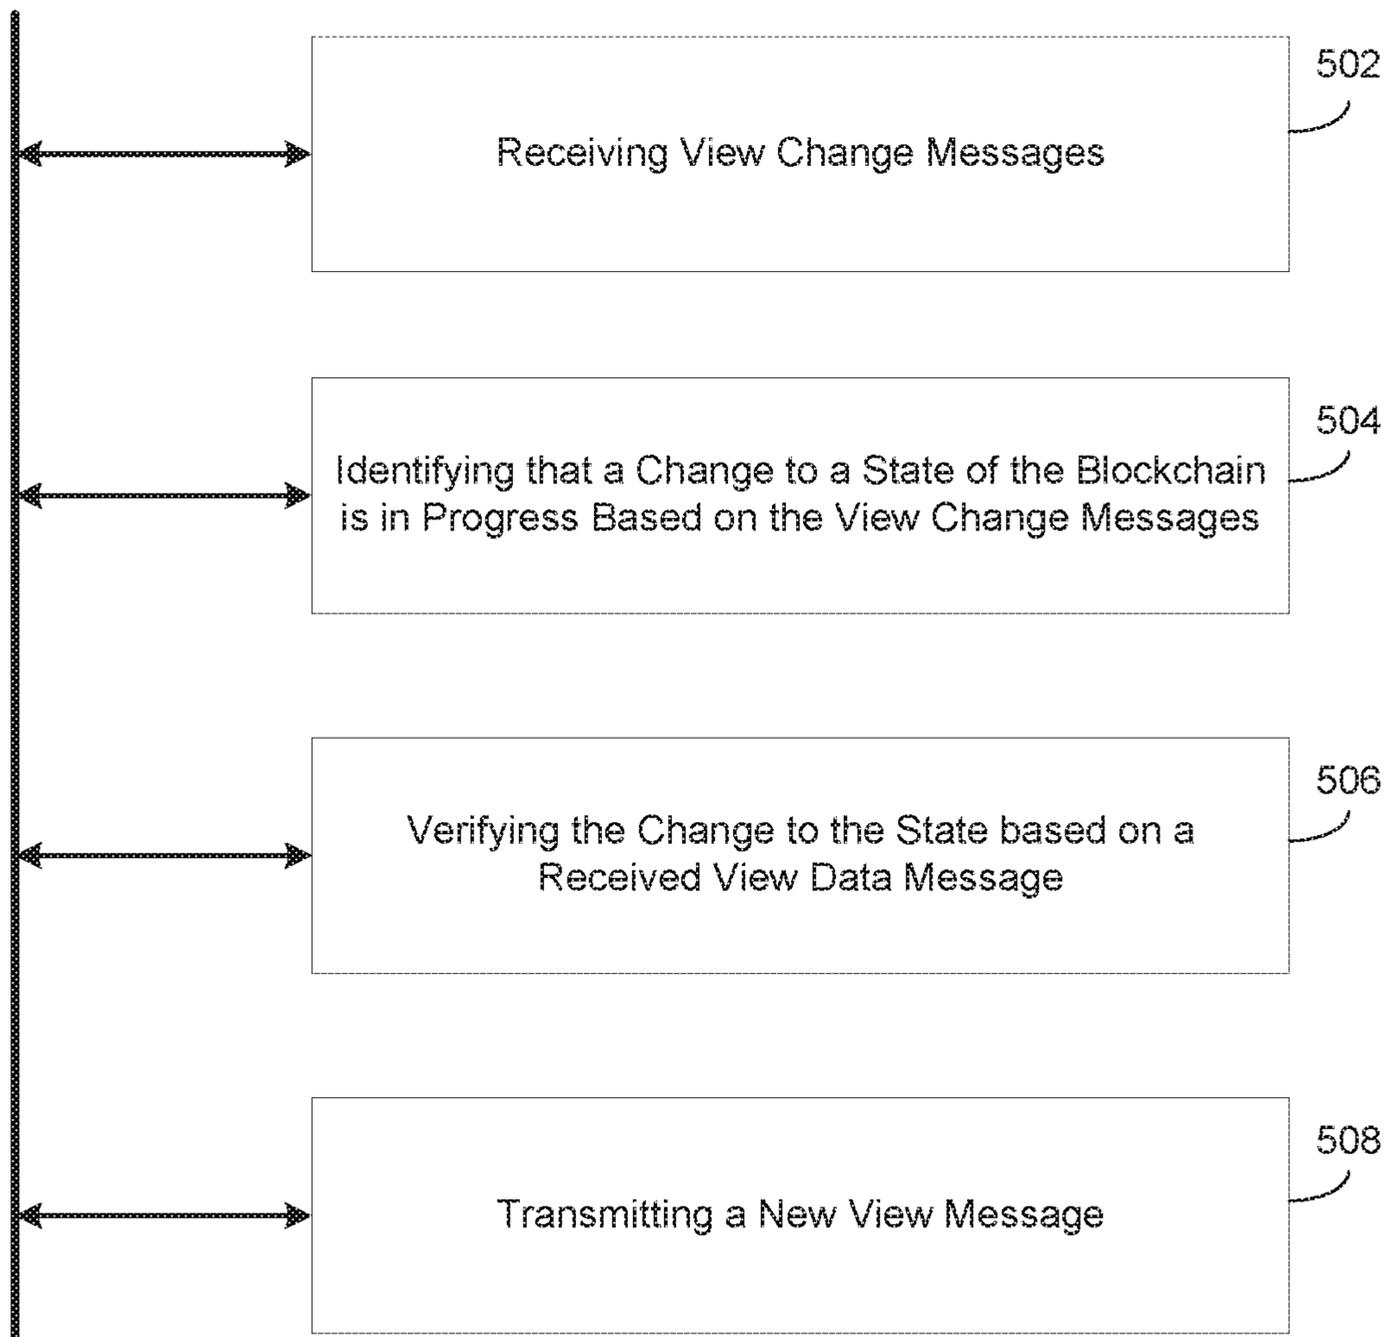 502
Receiving View Change Messages
504
Identifying that a Change to a State of the Blockchain
is in Progress Based on the View Change Messages
506
Verifying the Change to the State based on a
Received View Data Message
508
Transmitting a New View Message